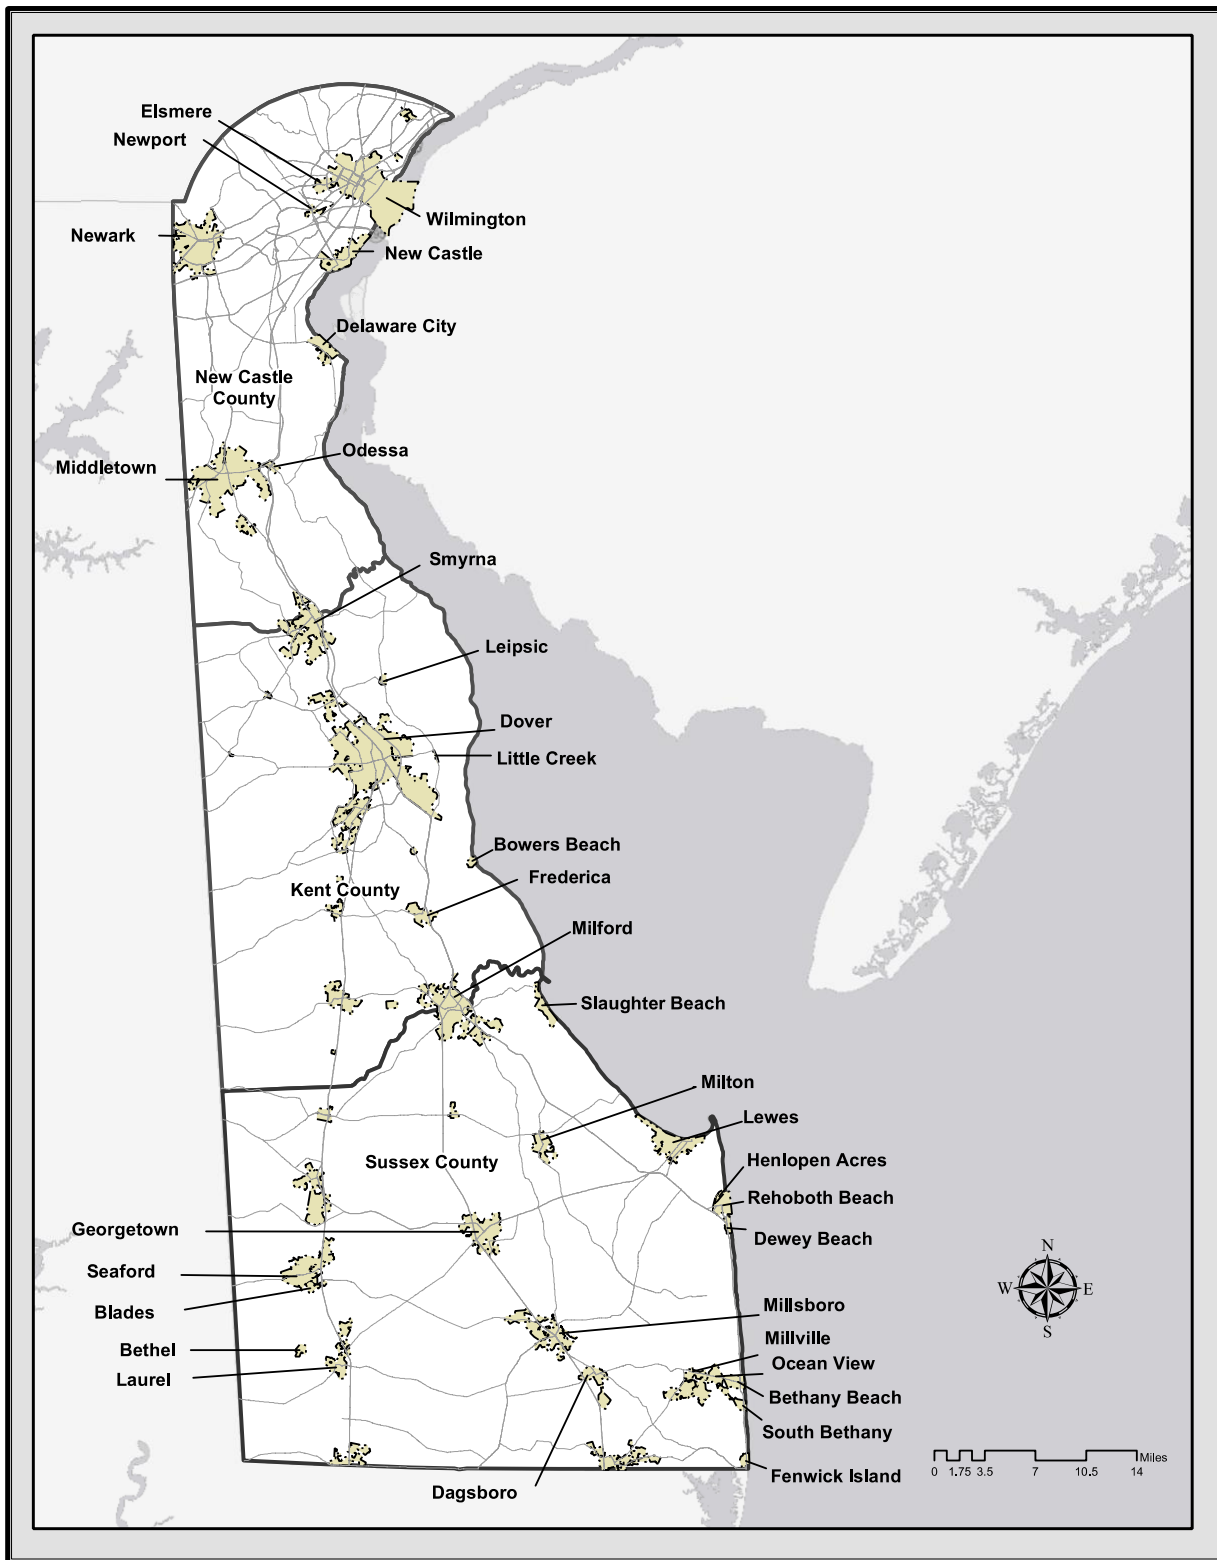 Elsmere
Newport
Wilmington
Newark
New Castle
Delaware City
New Castle
County
Odessa
Middletown
Smyrna
Leipsic
Dover
Little Creek
Bowers Beach
Frederica
Kent County
Milford
Slaughter Beach
Milton
Lewes
Henlopen Acres
Sussex County
Rehoboth Beach
Georgetown
Dewey Beach
Seaford
Blades
N
W
E
S
Millsboro
Millville
Bethel
Ocean View
Laurel
Bethany Beach
South Bethany
Miles
0 1.75 3.5 7 10.5 14
Fenwick Island
Dagsboro